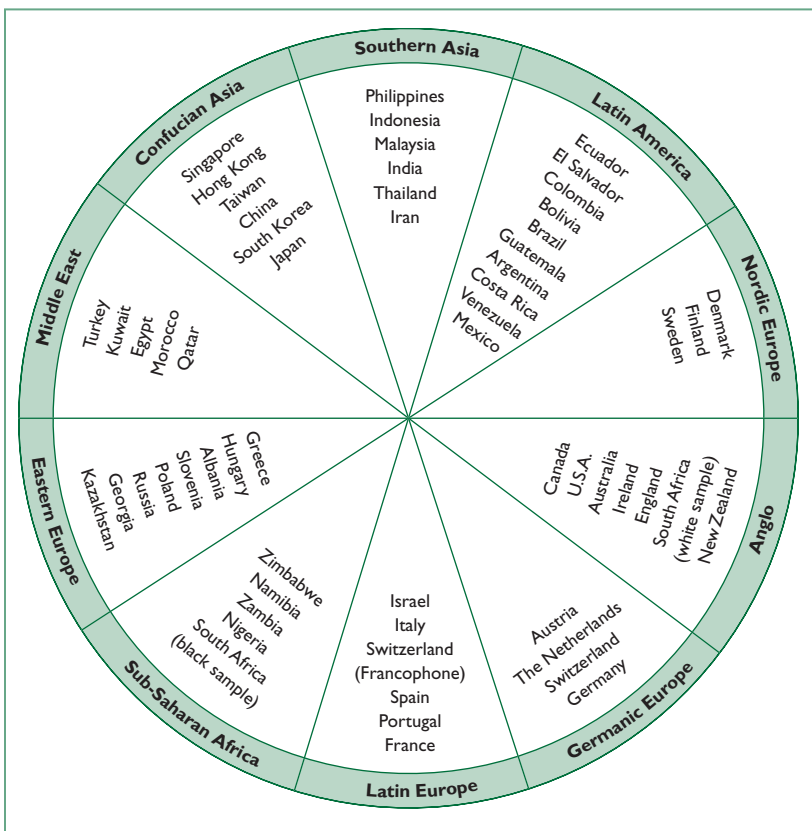 Southern Asia
Philippines
Indonesia
Malaysia
India
Thailand
Iran
Latin America
Ecuador
El Salvador
Colombia
Bolivia
Brazil
Guatemala
Argentina
Costa Rica
Venezuela
Mexico
Nordic Europe
Denmark
Finland
Sweden
Anglo
Canada
U.S.A.
Australia
Ireland
England
South Africa
(white sample)
New Zealand
Germanic Europe
Austria
The Netherlands
Switzerland
Germany
Latin Europe
Israel
Italy
Switzerland
(Francophone)
Spain
Portugal
France
Sub-Saharan Africa
Zimbabwe
Namibia
Zambia
Nigeria
South Africa
(black sample)
Eastern Europe
Greece
Hungary
Albania
Slovenia
Poland
Russia
Georgia
Kazakhstan
Middle East
Turkey
Kuwait
Egypt
Morocco
Qatar
Confucian Asia
Singapore
Hong Kong
Taiwan
China
South Korea
Japan